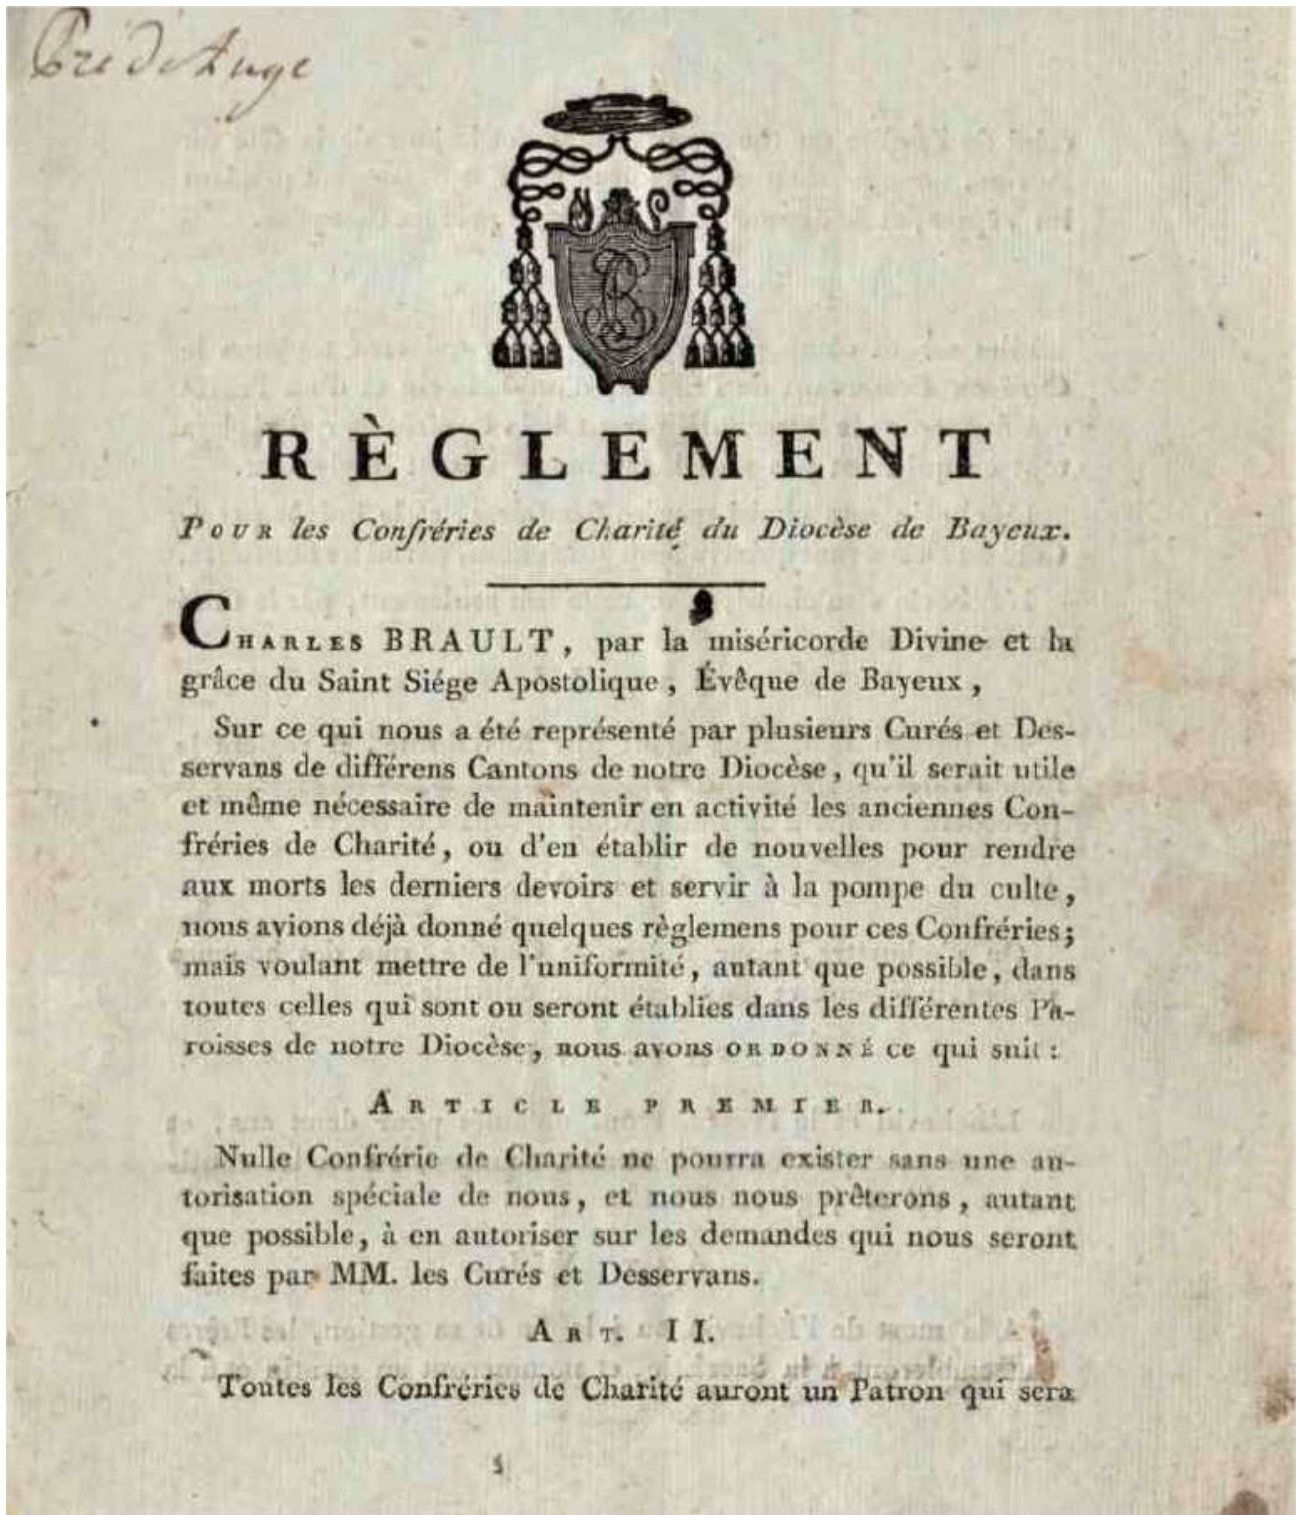 Pré d'Auge
RÈGLEMENT
POUR les Confréries de Charité du Diocèse de Bayeux.
CHARLES BRAULT, par la miséricorde Divine et la
grâce du Saint Siége Apostolique, Évêque de Bayeux,
Sur ce qui nous a été représenté par plusieurs Curés et Des-
servans de différens Cantons de notre Diocèse, qu'il serait utile
et même nécessaire de maintenir en activité les anciennes Con-
fréries de Charité, ou d'en établir de nouvelles pour rendre
aux morts les derniers devoirs et servir à la pompe du culte,
nous avions déjà donné quelques règlemens pour ces Confréries;
mais voulant mettre de l'uniformité, autant que possible, dans
toutes celles qui sont ou seront établies dans les différentes Pa-
roisses de notre Diocèse, nous avons ORDONNÉ ce qui suit:
ARTICLE PREMIER.
Nulle Confrérie de Charité ne pourra exister sans une au-
torisation spéciale de nous, et nous nous prêterons, autant
que possible, à en autoriser sur les demandes qui nous seront
faites par MM. les Curés et Desservans.
ART. II.
Toutes les Confréries de Charité auront un Patron qui sera